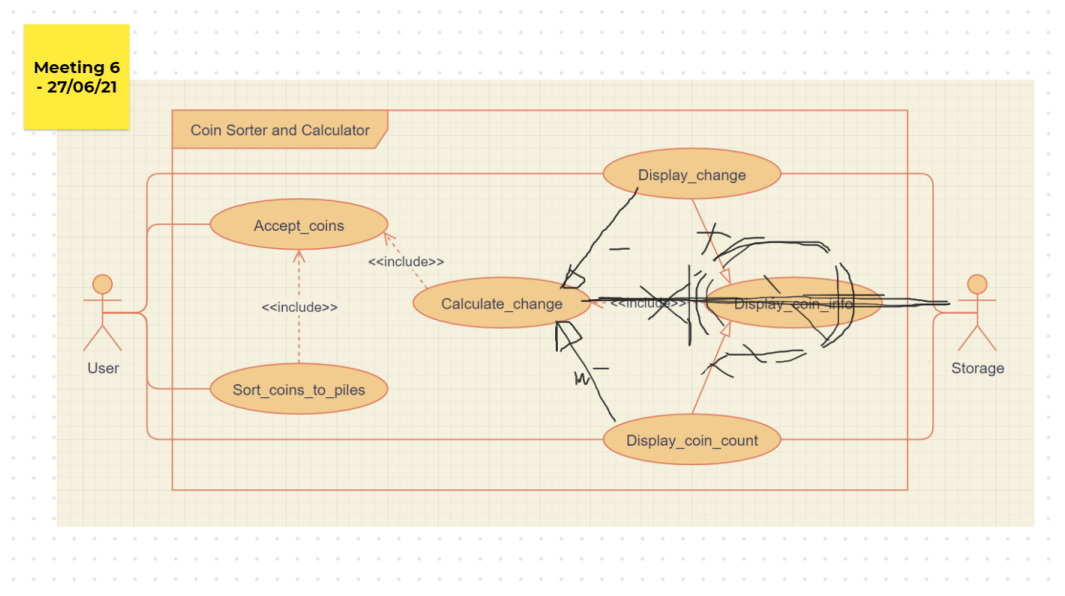 Meeting 6
- 27/06/21
Coin Sorter and Calculator
Display_change
Accept_coins
<<include>>
Calculate_change
<<include>>
Display_coin_info
<<include>>
User
Storage
Sort_coins_to_piles
Display_coin_count